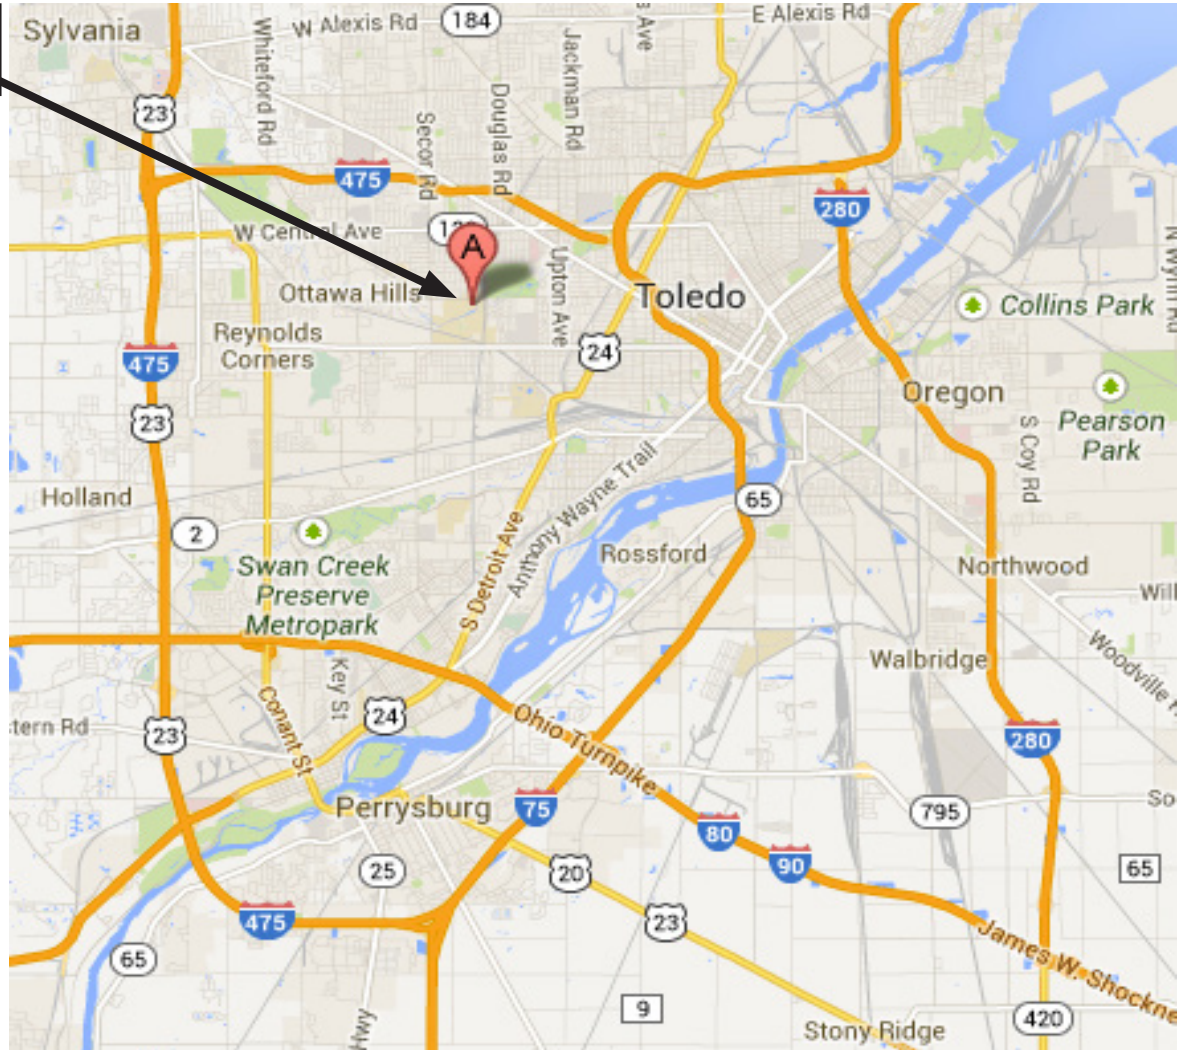 Sylvania
W Alexis Rd
184
E Alexis Rd
Whiteford Rd
Jackman Rd
23
Secor Rd
Douglas Rd
475
280
W Central Ave
A
Upton Ave
Ottawa Hills
Toledo
Collins Park
Reynolds
Corners
475
24
Oregon
23
Pearson
Park
S Coy Rd
Holland
Anthony Wayne Trail
65
2
S Detroit Ave
Rossford
Swan Creek
Preserve
Metropark
Northwood
Walbridge
Key St
Conant St
24
23
Ohio Turnpike
280
Perrysburg
75
80
795
90
25
20
65
475
23
65
9
420
Stony Ridge